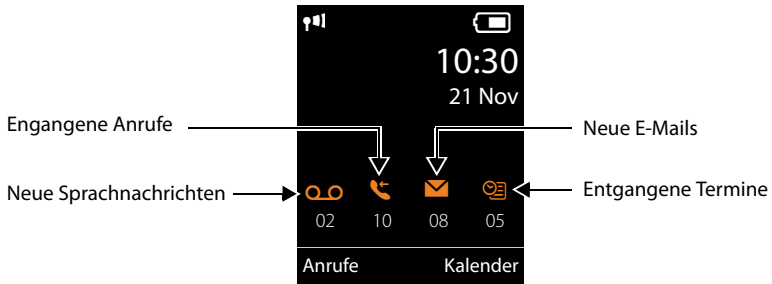 10:30
21 Nov
Engangene Anrufe
Neue E-Mails
Neue Sprachnachrichten
Entgangene Termine
02 10 08 05
Anrufe Kalender